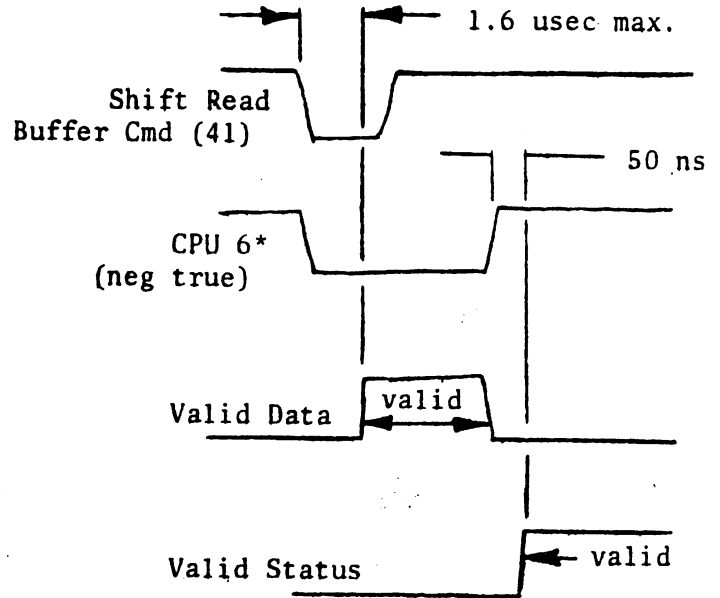 1.6 usec max.
Shift Read
Buffer Cmd (41)
50 ns
CPU 6*
(neg true)
Valid Data
valid
Valid Status
valid